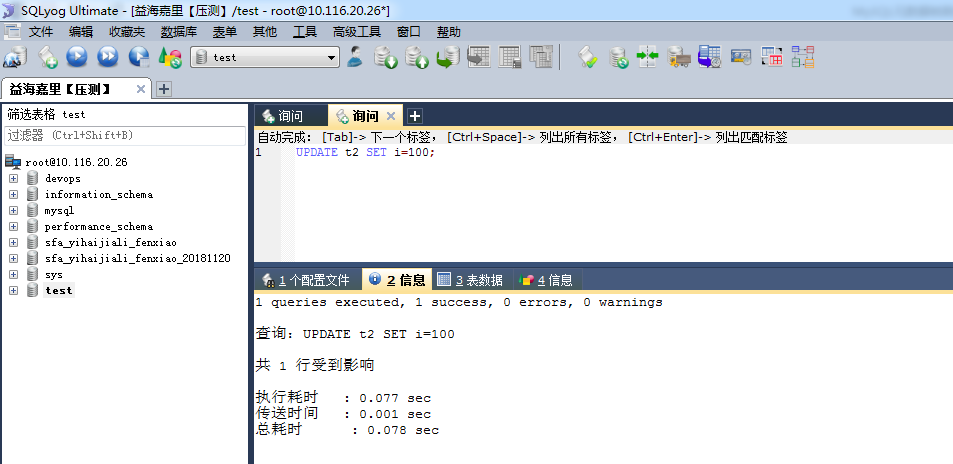 SQLyog Ultimate - [益海嘉里【压测】/test - root@10.116.20.26*]
文件 编辑 收藏夹 数据库 表单 其他 工具 高级工具 窗口 帮助
test
益海嘉里【压测】
筛选表格 test
过滤器 (Ctrl+Shift+B)
root@10.116.20.26
devops
information_schema
mysql
performance_schema
sfa_yihaijiali_fenxiao
sfa_yihaijiali_fenxiao_20181120
sys
test
询问 询问
自动完成: [Tab]-> 下一个标签, [Ctrl+Space]-> 列出所有标签, [Ctrl+Enter]-> 列出匹配标签
1 UPDATE t2 SET i=100;
1 个配置文件 2 信息 3 表数据 4 信息
1 queries executed, 1 success, 0 errors, 0 warnings
查询: UPDATE t2 SET i=100
共 1 行受到影响
执行耗时 : 0.077 sec
传送时间 : 0.001 sec
总耗时 : 0.078 sec